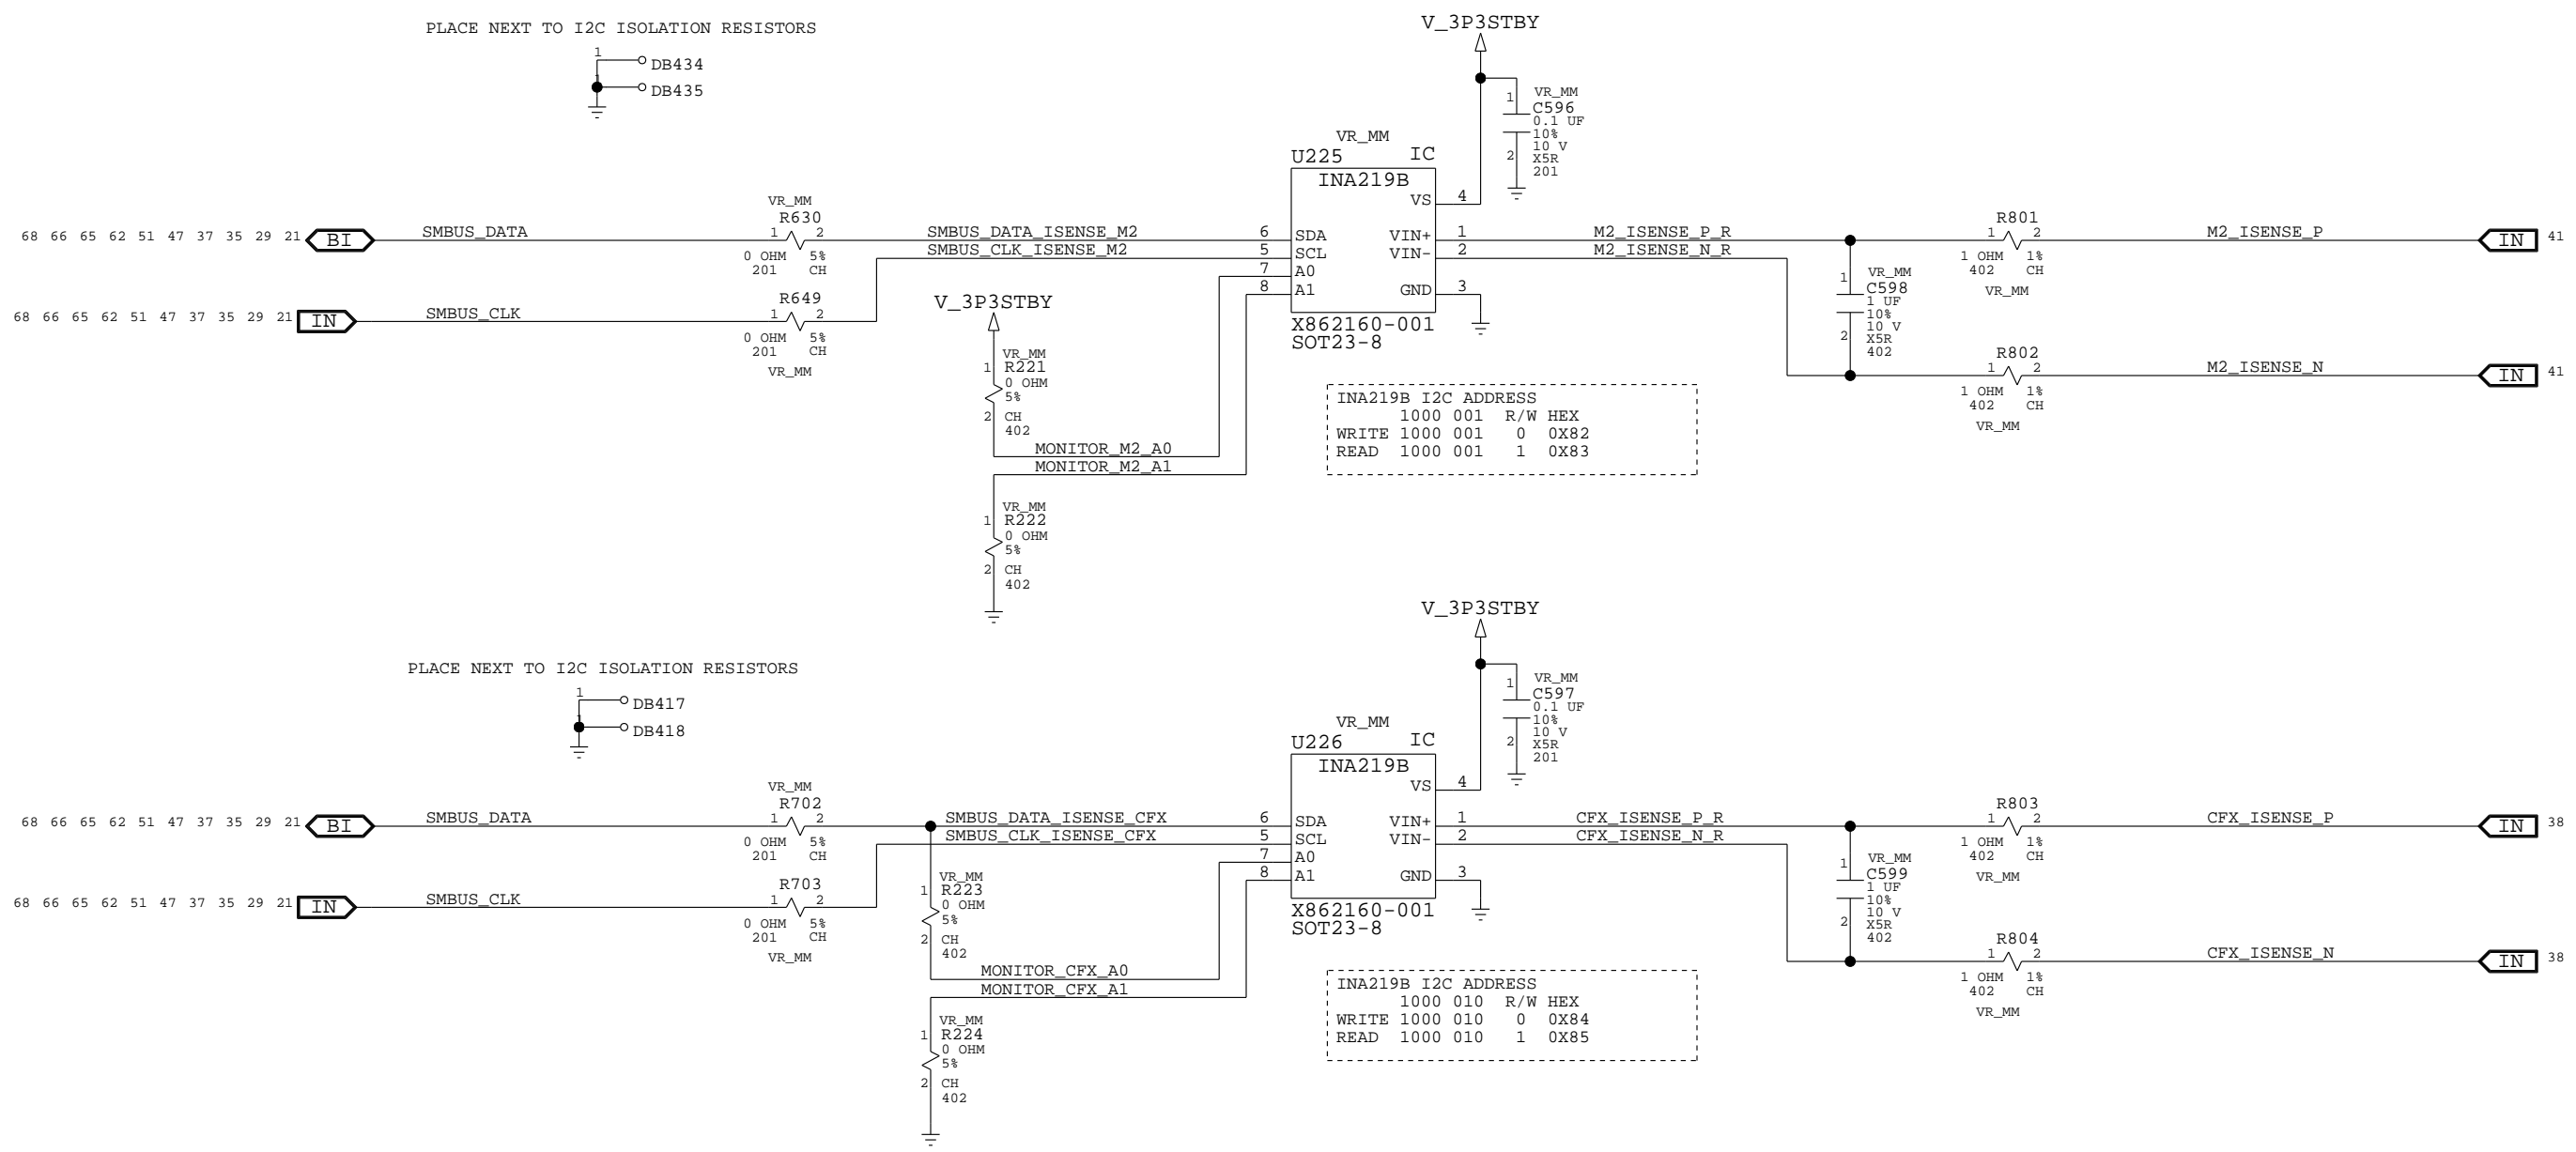 PLACE NEXT TO I2C ISOLATION RESISTORS
1
DB434
1
DB435
V_3P3STBY
VR_MM
1 C596
0.1 UF
10%
10 V
2 X5R
201
VR_MM
U225 IC
INA219B
VS 4
68 66 65 62 51 47 37 35 29 21 BI SMBUS_DATA
VR_MM
R630
1 2
0 OHM 5%
201 CH
SMBUS_DATA_ISENSE_M2 6 SDA
SMBUS_CLK_ISENSE_M2 5 SCL
7 A0
8 A1
VIN+ 1 M2_ISENSE_P_R
VIN- 2 M2_ISENSE_N_R
GND 3
X862160-001
SOT23-8
R801
1 2
1 OHM 1%
402 CH
VR_MM
M2_ISENSE_P IN 41
68 66 65 62 51 47 37 35 29 21 IN SMBUS_CLK
R649
1 2
0 OHM 5%
201 CH
VR_MM
VR_MM
1 C598
1 UF
10%
10 V
2 X5R
402
R802
1 2
1 OHM 1%
402 CH
VR_MM
M2_ISENSE_N IN 41
V_3P3STBY
VR_MM
1 R221
0 OHM
5%
2 CH
402
MONITOR_M2_A0
MONITOR_M2_A1
VR_MM
1 R222
0 OHM
5%
2 CH
402
INA219B I2C ADDRESS
1000 001 R/W HEX
WRITE 1000 001 0 0X82
READ 1000 001 1 0X83
PLACE NEXT TO I2C ISOLATION RESISTORS
1
DB417
1
DB418
V_3P3STBY
VR_MM
1 C597
0.1 UF
10%
10 V
2 X5R
201
VR_MM
U226 IC
INA219B
VS 4
68 66 65 62 51 47 37 35 29 21 BI SMBUS_DATA
VR_MM
R702
1 2
0 OHM 5%
201 CH
SMBUS_DATA_ISENSE_CFX 6 SDA
SMBUS_CLK_ISENSE_CFX 5 SCL
7 A0
8 A1
VIN+ 1 CFX_ISENSE_P_R
VIN- 2 CFX_ISENSE_N_R
GND 3
X862160-001
SOT23-8
R803
1 2
1 OHM 1%
402 CH
VR_MM
CFX_ISENSE_P IN 38
68 66 65 62 51 47 37 35 29 21 IN SMBUS_CLK
R703
1 2
0 OHM 5%
201 CH
VR_MM
VR_MM
1 R223
0 OHM
5%
2 CH
402
VR_MM
1 C599
1 UF
10%
10 V
2 X5R
402
R804
1 2
1 OHM 1%
402 CH
VR_MM
CFX_ISENSE_N IN 38
MONITOR_CFX_A0
MONITOR_CFX_A1
VR_MM
1 R224
0 OHM
5%
2 CH
402
INA219B I2C ADDRESS
1000 010 R/W HEX
WRITE 1000 010 0 0X84
READ 1000 010 1 0X85